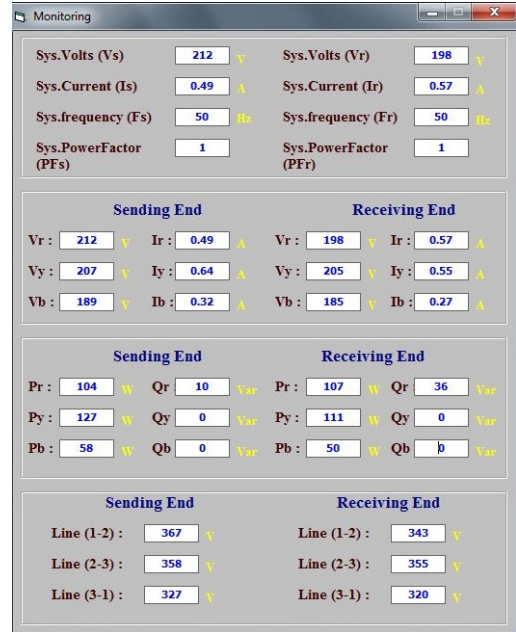 Monitoring
Sys.Volts (Vs) 212 V Sys.Volts (Vr) 198 V
Sys.Current (Is) 0.49 A Sys.Current (Ir) 0.57 A
Sys.frequency (Fs) 50 Hz Sys.frequency (Fr) 50 Hz
Sys.PowerFactor (PFs) 1 Sys.PowerFactor (PFr) 1
Sending End Receiving End
Vr : 212 V Ir : 0.49 A Vr : 198 V Ir : 0.57 A
Vy : 207 V Iy : 0.64 A Vy : 205 V Iy : 0.55 A
Vb : 189 V Ib : 0.32 A Vb : 185 V Ib : 0.27 A
Sending End Receiving End
Pr : 104 W Qr : 10 Var Pr : 107 W Qr : 36 Var
Py : 127 W Qy 0 Var Py : 111 W Qy 0 Var
Pb : 58 W Qb 0 Var Pb : 50 W Qb 0 Var
Sending End Receiving End
Line (1-2) : 367 V Line (1-2) : 343 V
Line (2-3) : 358 V Line (2-3) : 355 V
Line (3-1) : 327 V Line (3-1) : 320 V